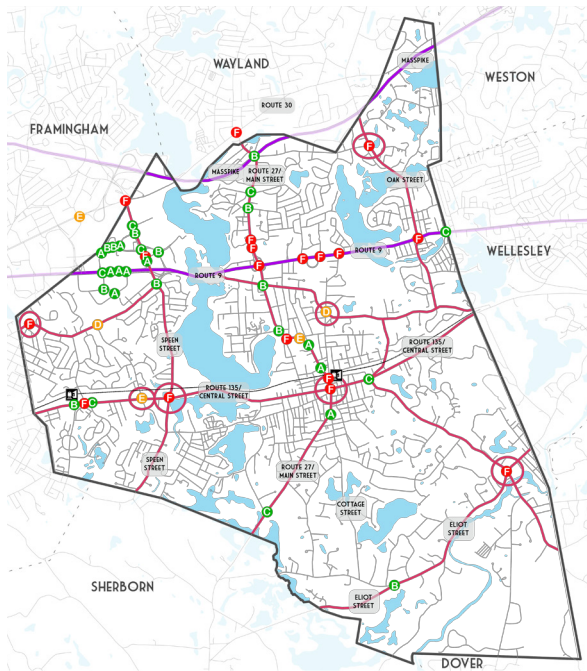 WAYLAND
MASSPIKE
WESTON
ROUTE 30
FRAMINGHAM
F
F
B
MASSPIKE
ROUTE 27/
MAIN STREET
OAK STREET
C
F
B
E
C
B
C
F
A B B A
C
B
F
F
A
F F F
ROUTE 9
WELLESLEY
F
C A A A
ROUTE 9
B
B
B A
D
F
D
B
F
E
A
SPEEN
STREET
ROUTE 135/
CENTRAL STREET
A
F
C
ROUTE 135/
CENTRAL STREET
F
B F C
E
F
A
SPEEN
STREET
ROUTE 27/
MAIN STREET
F
C
COTTAGE
STREET
ELIOT
STREET
SHERBORN
B
ELIOT
STREET
DOVER